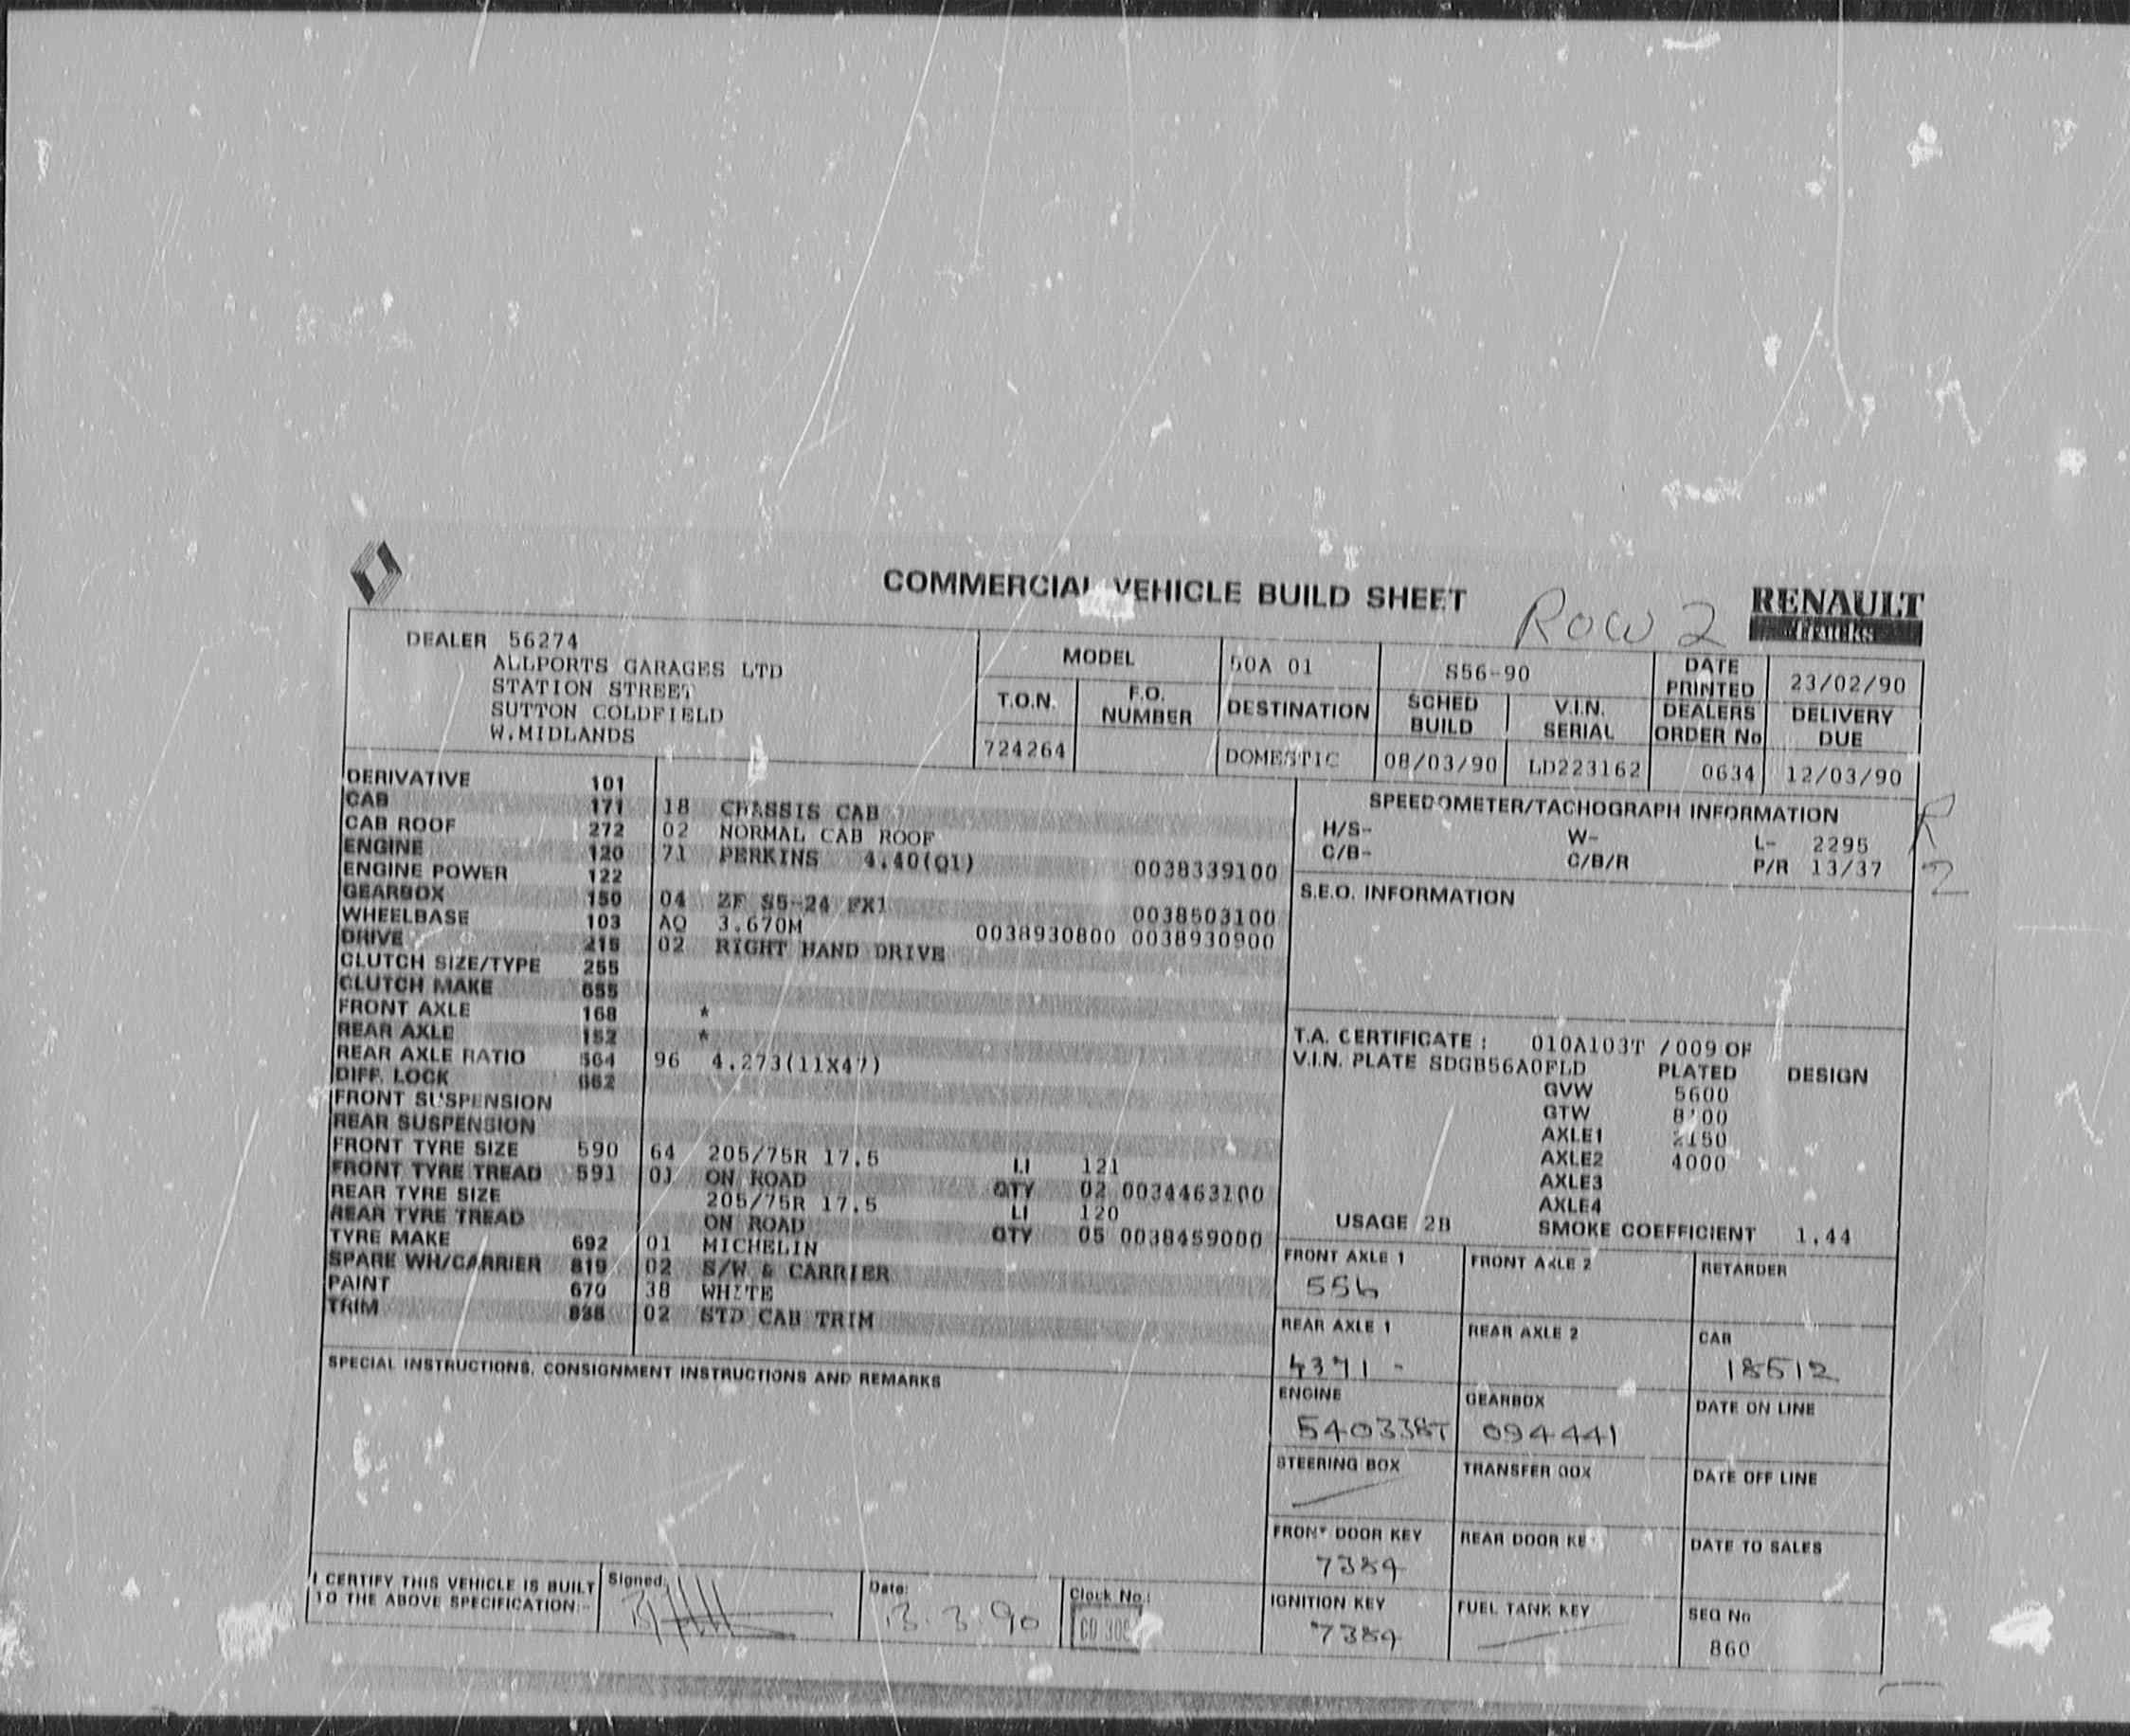 COMMERCIAL VEHICLE BUILD SHEET
ROW 2
RENAULT
TRUCKS
DEALER 56274
ALLPORTS GARAGES LTD
STATION STREET
SUTTON COLDFIELD
W.MIDLANDS
MODEL 50A 01 S56-90 DATE PRINTED 23/02/90
T.O.N. F.O. NUMBER DESTINATION SCHED BUILD V.I.N. SERIAL DEALERS ORDER No DELIVERY DUE
724264 DOMESTIC 08/03/90 LD223162 0634 12/03/90
DERIVATIVE 101
CAB 171 18 CHASSIS CAB
CAB ROOF 272 02 NORMAL CAB ROOF
ENGINE 120 71 PERKINS 4.40(Q1) 0038339100
ENGINE POWER 122
GEARBOX 150 04 ZF S5-24 FX1 0038503100
WHEELBASE 103 AQ 3.670M 0038930800 0038930900
DRIVE 215 02 RIGHT HAND DRIVE
CLUTCH SIZE/TYPE 255
CLUTCH MAKE 655
FRONT AXLE 168 *
REAR AXLE 152 *
REAR AXLE RATIO 564 96 4.273(11X47)
DIFF. LOCK 662
FRONT SUSPENSION
REAR SUSPENSION
FRONT TYRE SIZE 590 64 205/75R 17.5 LI 121
FRONT TYRE TREAD 591 01 ON ROAD QTY 02 0034463100
REAR TYRE SIZE 205/75R 17.5 LI 120
REAR TYRE TREAD ON ROAD QTY 05 0038459000
TYRE MAKE 692 01 MICHELIN
SPARE WH/CARRIER 819 02 S/W & CARRIER
PAINT 670 38 WHITE
TRIM 838 02 STD CAB TRIM
SPECIAL INSTRUCTIONS, CONSIGNMENT INSTRUCTIONS AND REMARKS
SPEEDOMETER/TACHOGRAPH INFORMATION
H/S- W- L- 2295
C/B- C/B/R P/R 13/37
R
2
S.E.O. INFORMATION
T.A. CERTIFICATE : 010A103T /009 OF
V.I.N. PLATE SDGB56A0FLD PLATED DESIGN
GVW 5600
GTW
AXLE1 2150
AXLE2 4000
AXLE3
AXLE4
USAGE 2B SMOKE COEFFICIENT 1.44
FRONT AXLE 1 FRONT AXLE 2 RETARDER
556
REAR AXLE 1 REAR AXLE 2 CAB
4391 - 18512
ENGINE GEARBOX DATE ON LINE
540338T 094441
STEERING BOX TRANSFER BOX DATE OFF LINE
FRONT DOOR KEY REAR DOOR KEY DATE TO SALES
7384
IGNITION KEY FUEL TANK KEY SEQ No
7384 860
I CERTIFY THIS VEHICLE IS BUILT
TO THE ABOVE SPECIFICATION:-
Signed:
Date: 13.3.90
Clock No.: